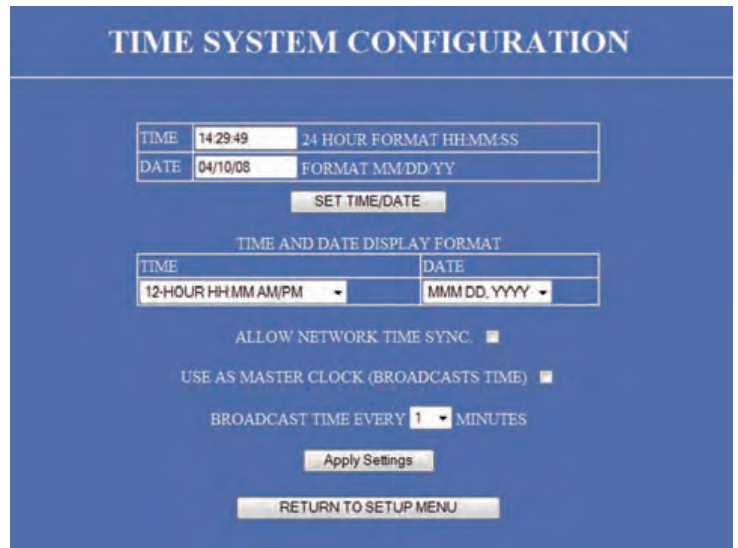 TIME SYSTEM CONFIGURATION
TIME 14:29:49 24 HOUR FORMAT HH:MM:SS
DATE 04/10/08 FORMAT MM/DD/YY
SET TIME/DATE
TIME AND DATE DISPLAY FORMAT
TIME DATE
12-HOUR HH:MM AM/PM MMM DD, YYYY
ALLOW NETWORK TIME SYNC.
USE AS MASTER CLOCK (BROADCASTS TIME)
BROADCAST TIME EVERY 1 MINUTES
Apply Settings
RETURN TO SETUP MENU